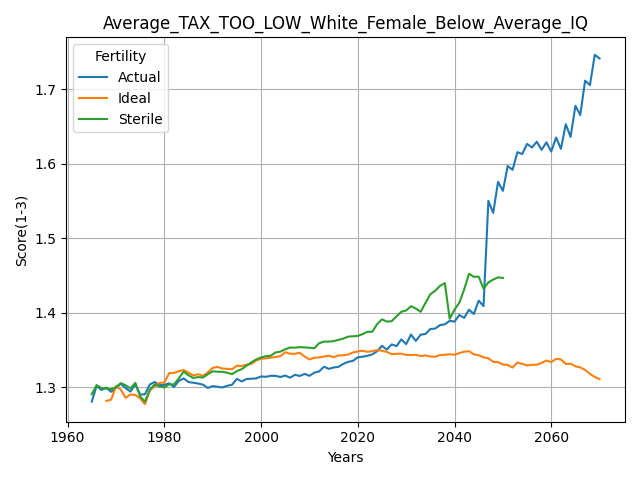 Average_TAX_TOO_LOW_White_Female_Below_Average_IQ
Fertility
Actual
Ideal
Sterile
1.7
1.6
1.5
1.4
1.3
Score(1-3)
1960 1980 2000 2020 2040 2060
Years